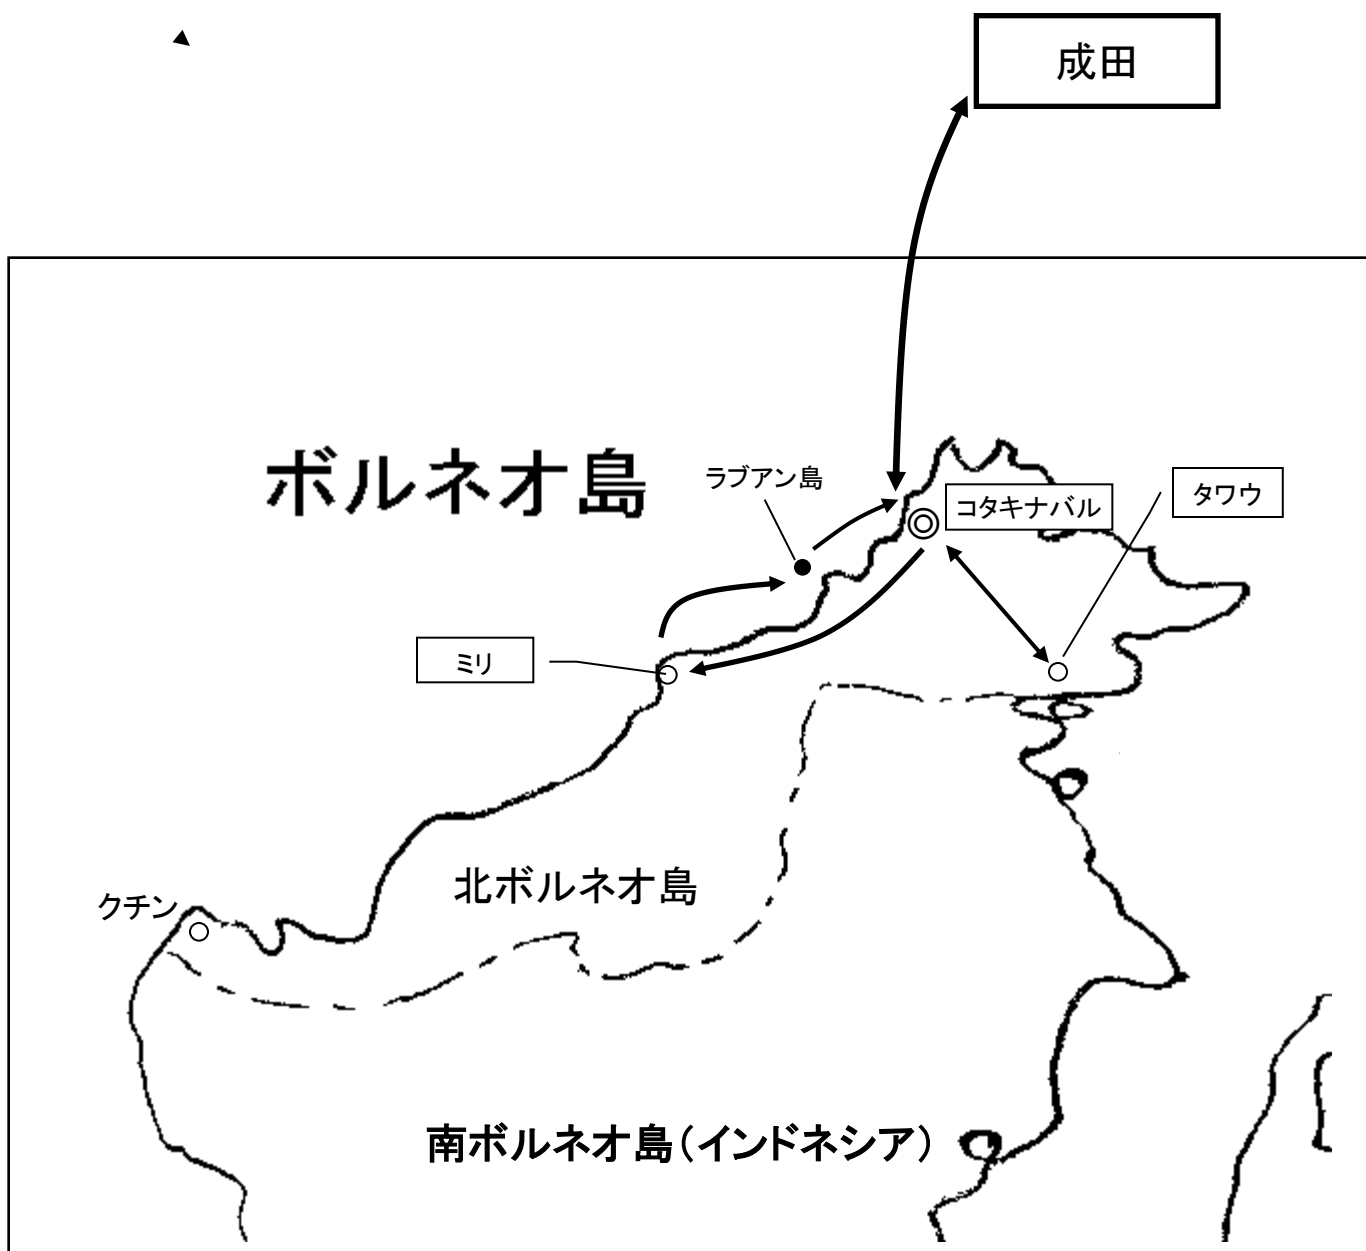 成田
ボルネオ島
ラブアン島
コタキナバル
タワウ
ミリ
北ボルネオ島
クチン
南ボルネオ島(インドネシア)